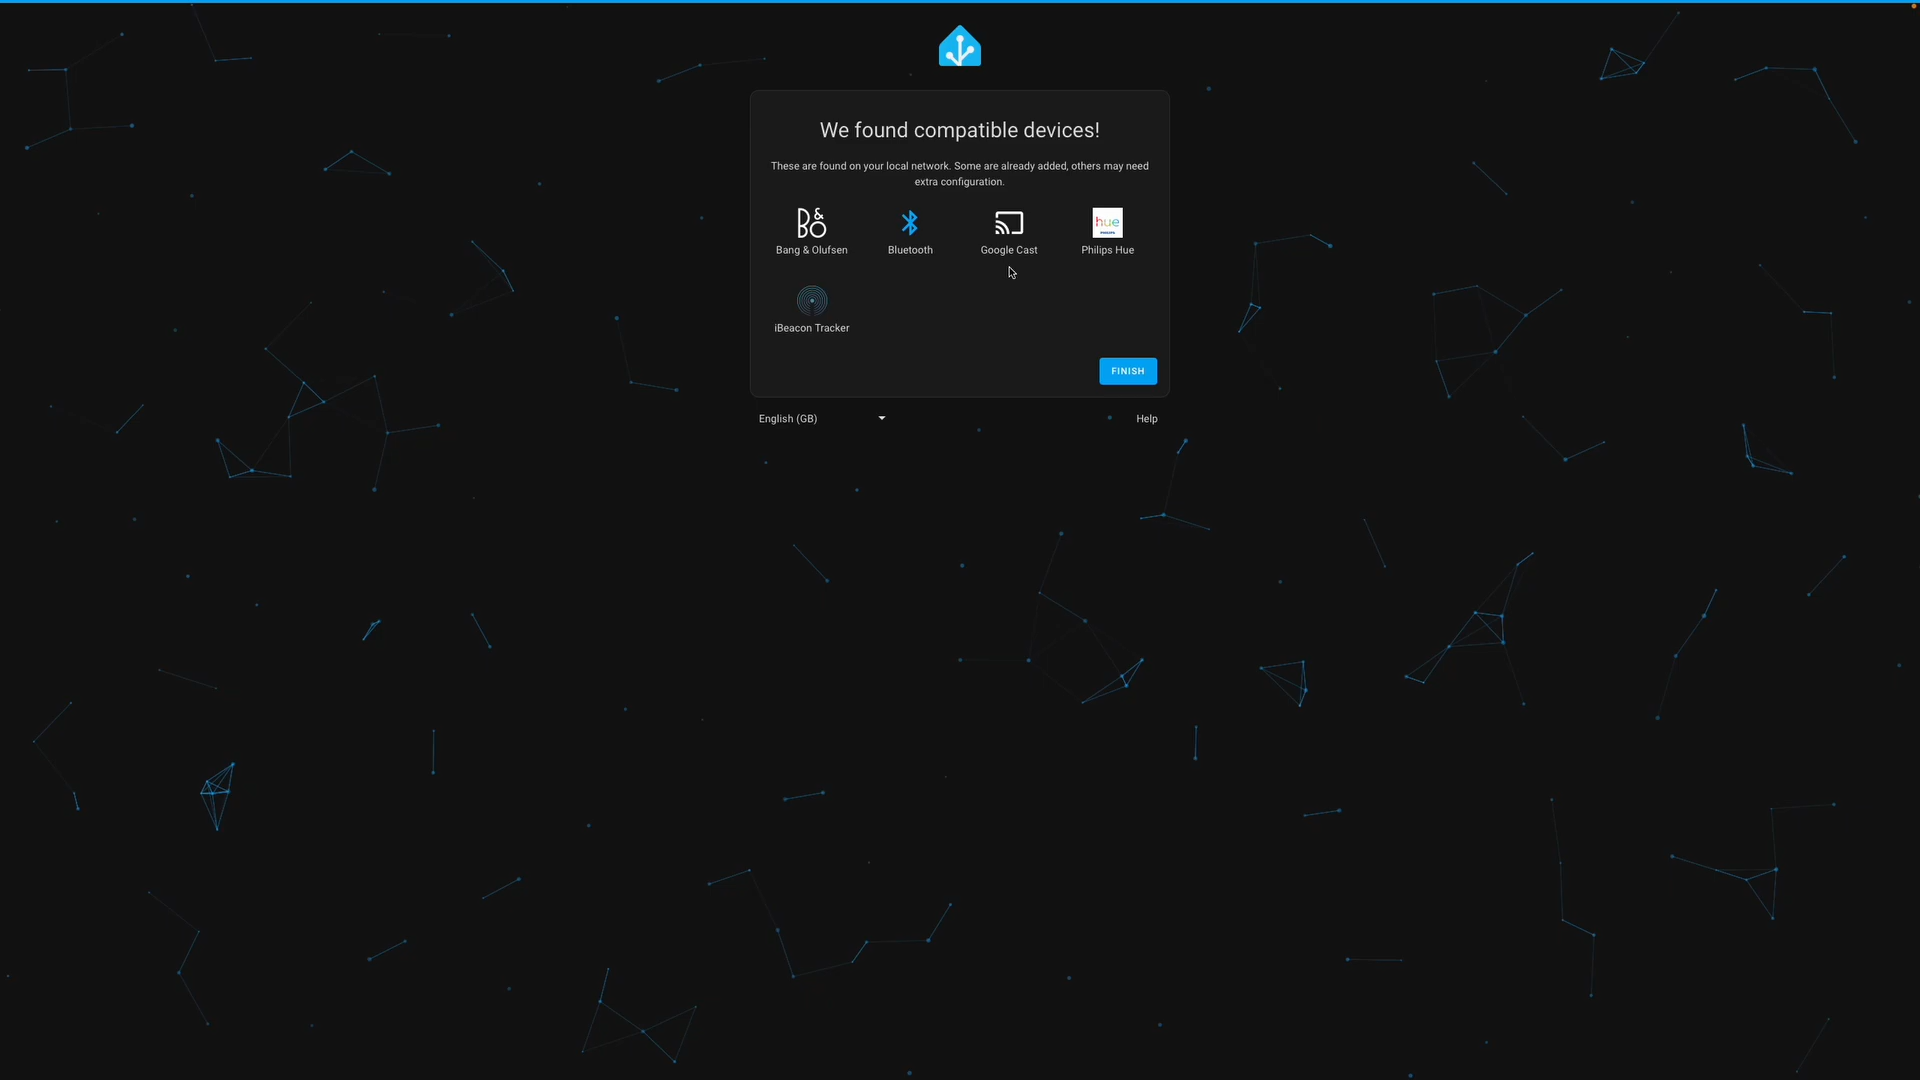 We found compatible devices!
These are found on your local network. Some are already added, others may need
extra configuration.
B&O
Bang & Olufsen
Bluetooth
Google Cast
hue
PHILIPS
Philips Hue
iBeacon Tracker
FINISH
English (GB)
Help